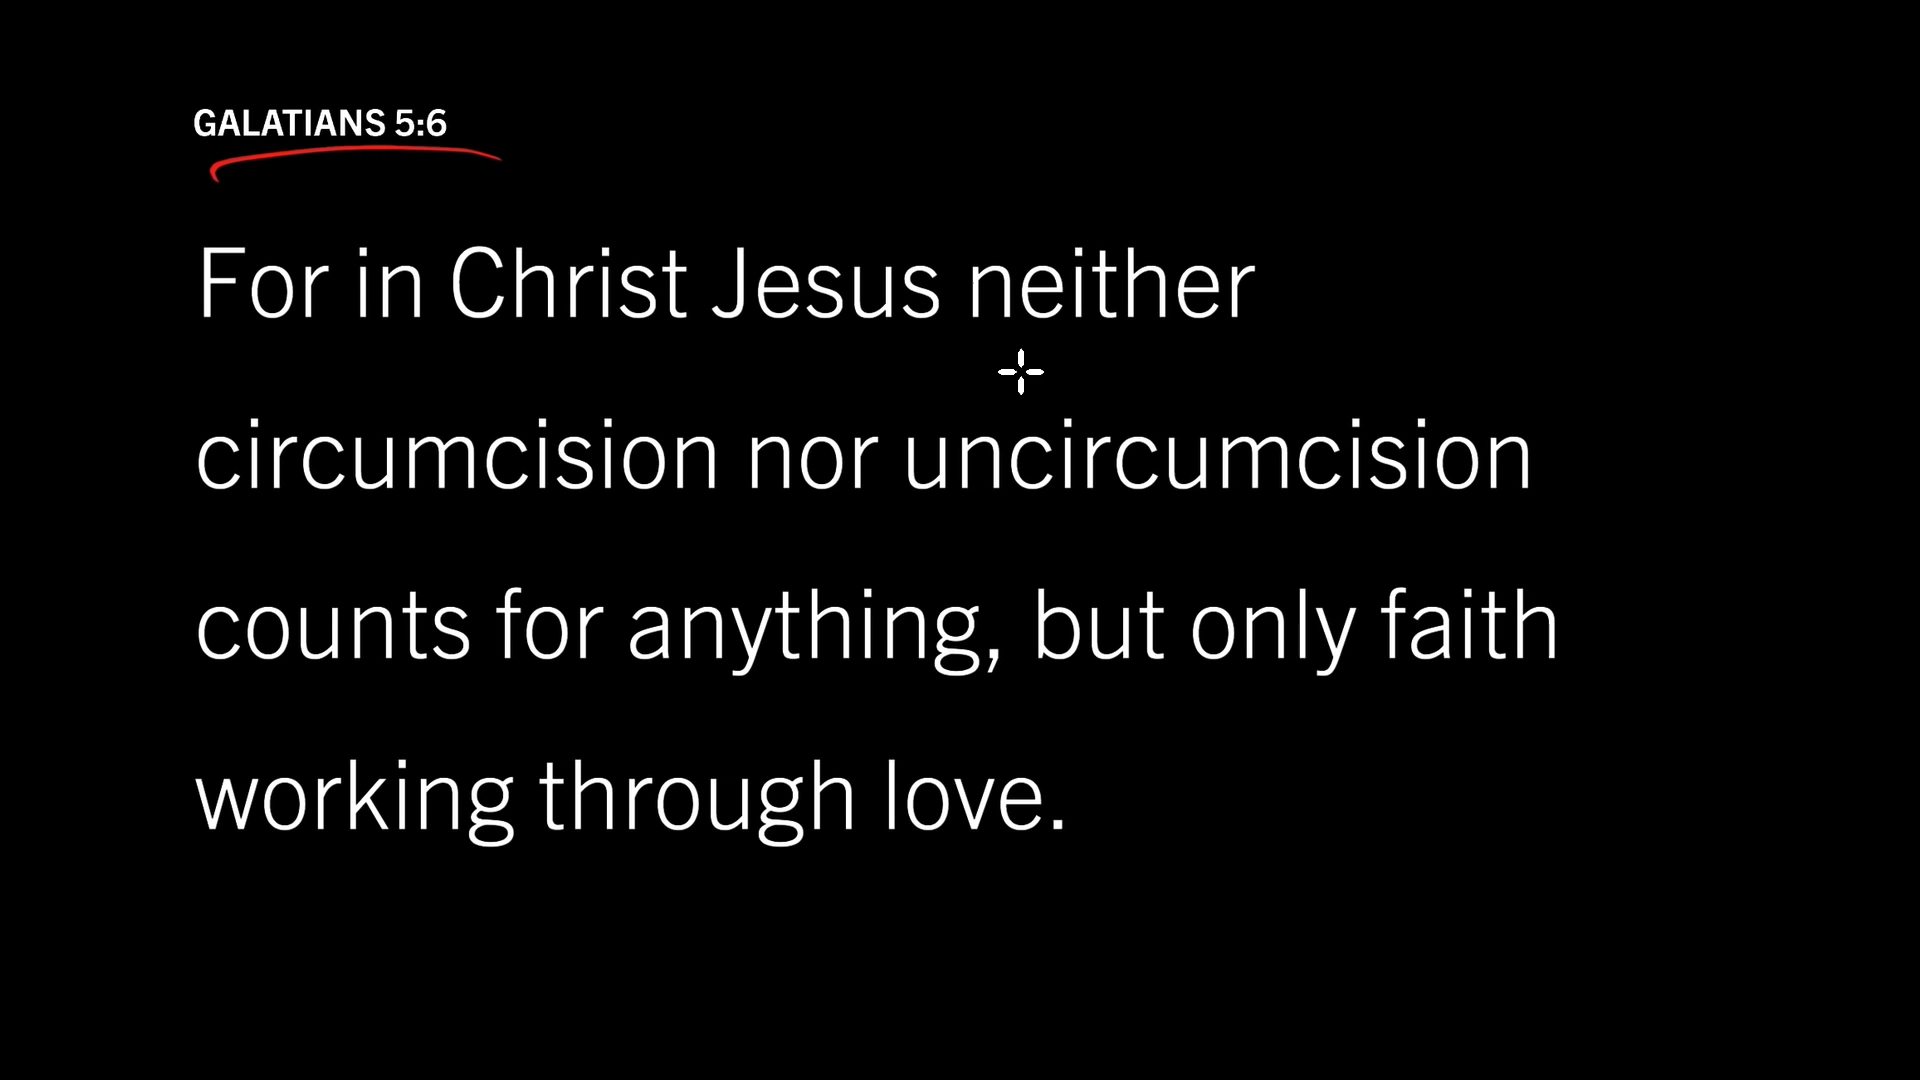 GALATIANS 5:6
For in Christ Jesus neither
circumcision nor uncircumcision
counts for anything, but only faith
working through love.